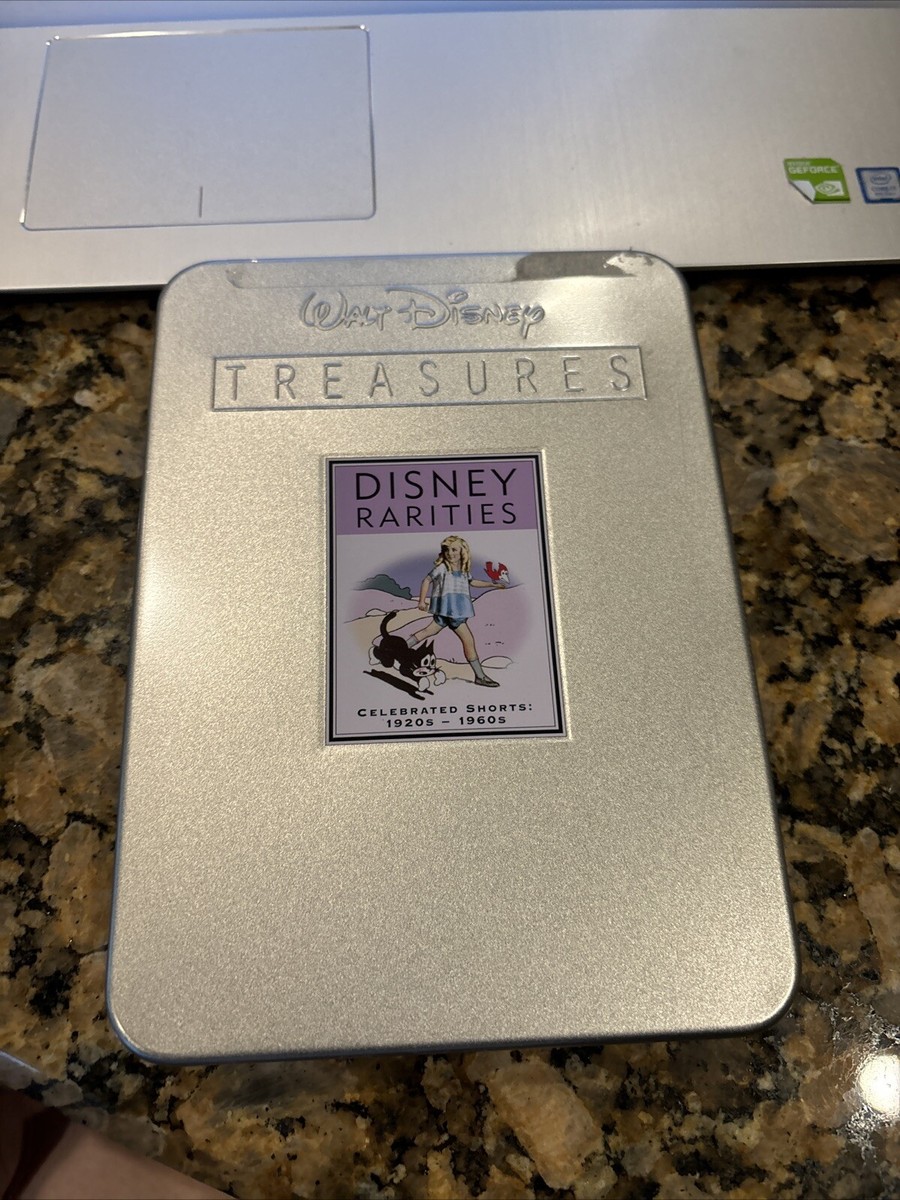 GEFORCE
Walt Disney
TREASURES
DISNEY
RARITIES
CELEBRATED SHORTS:
1920s – 1960s